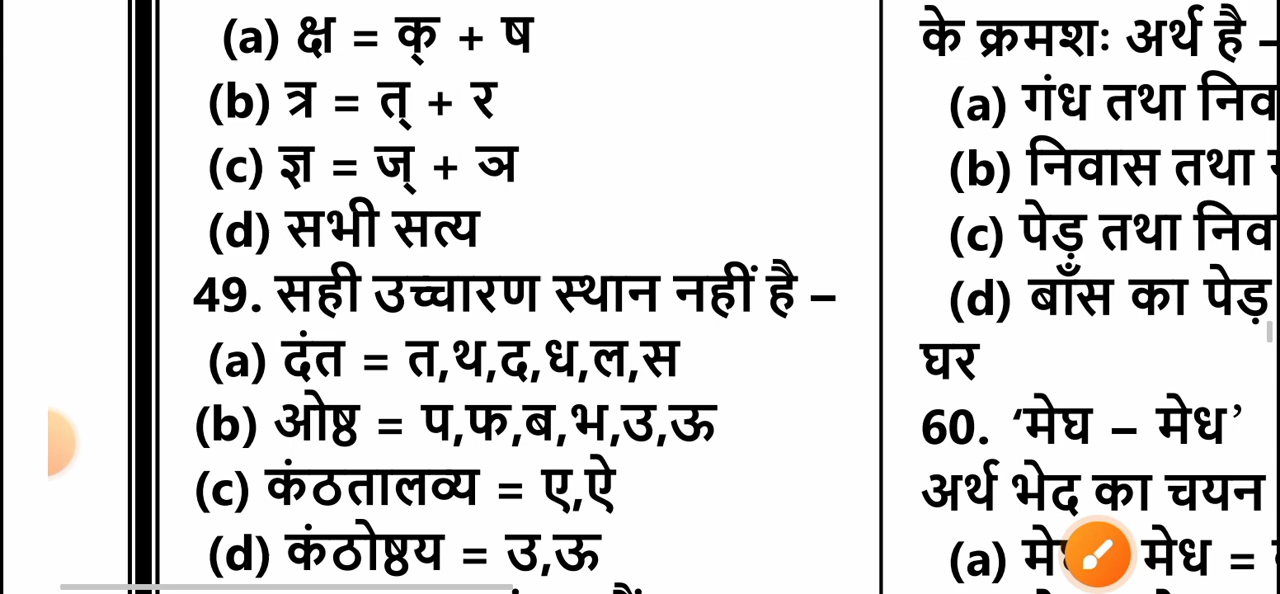 (a) क्ष = क् + ष
(b) त्र = त् + र
(c) ज्ञ = ज् + ञ
(d) सभी सत्य
49. सही उच्चारण स्थान नहीं है –
(a) दंत = त,थ,द,ध,ल,स
(b) ओष्ठ = प,फ,ब,भ,उ,ऊ
(c) कंठतालव्य = ए,ऐ
(d) कंठोष्ठय = उ,ऊ
के क्रमशः अर्थ है –
(a) गंध तथा
(b) निवास तथा
(c) पेड़ तथा
(d) बाँस का पेड़
घर
60. ‘मेघ – मेध’
अर्थ भेद का चयन
(a) मेध =